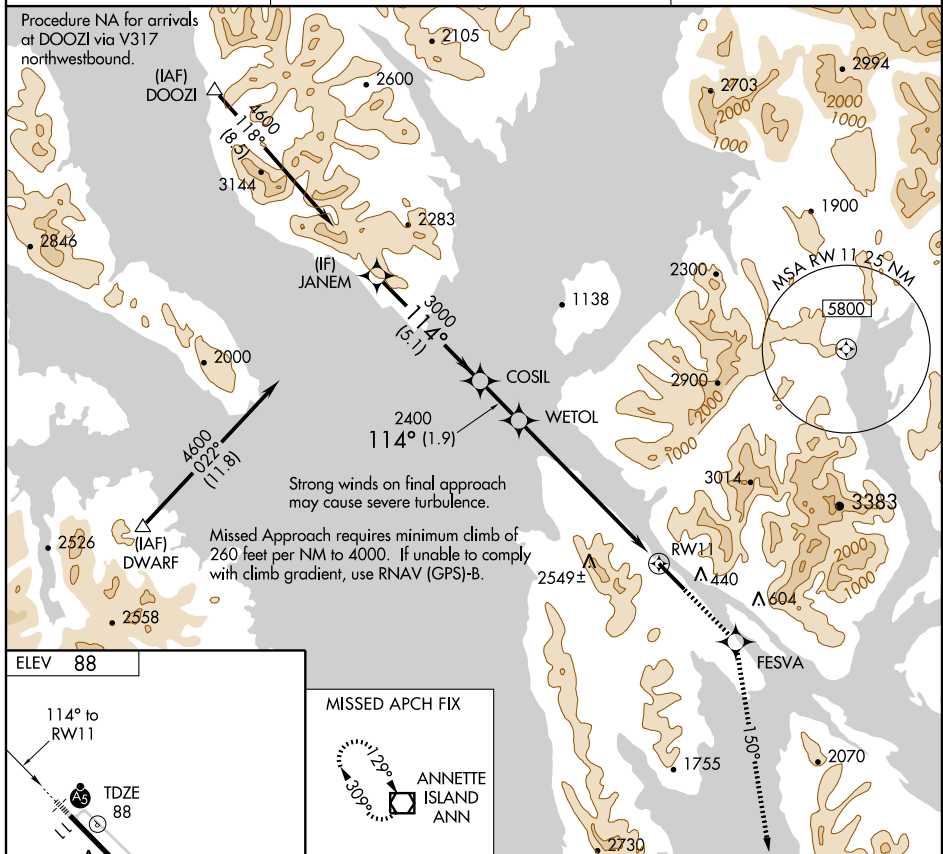 Procedure NA for arrivals
at DOOZI via V317
northwestbound.
(IAF)
DOOZI
2105
2600
4600
118°
(8.5)
3144
2283
2846
(IF)
JANEM
2703
2000
1000
2994
2000
1000
1900
MSA RW 11 25 NM
5800
2300
1138
3000
114°
(5.1)
COSIL
2000
2900
2000
1000
WETOL
2400
114° (1.9)
4600
022°
(11.8)
Strong winds on final approach
may cause severe turbulence.
3014
3383
2000
1000
(IAF)
DWARF
2526
Missed Approach requires minimum climb of
260 feet per NM to 4000. If unable to comply
with climb gradient, use RNAV (GPS)-B.
RW11
2549±
440
604
2558
FESVA
ELEV 88
114° to
RW11
A5
TDZE
88
P
11
MISSED APCH FIX
129°
309°
ANNETTE
ISLAND
ANN
150°
1755
2070
2730